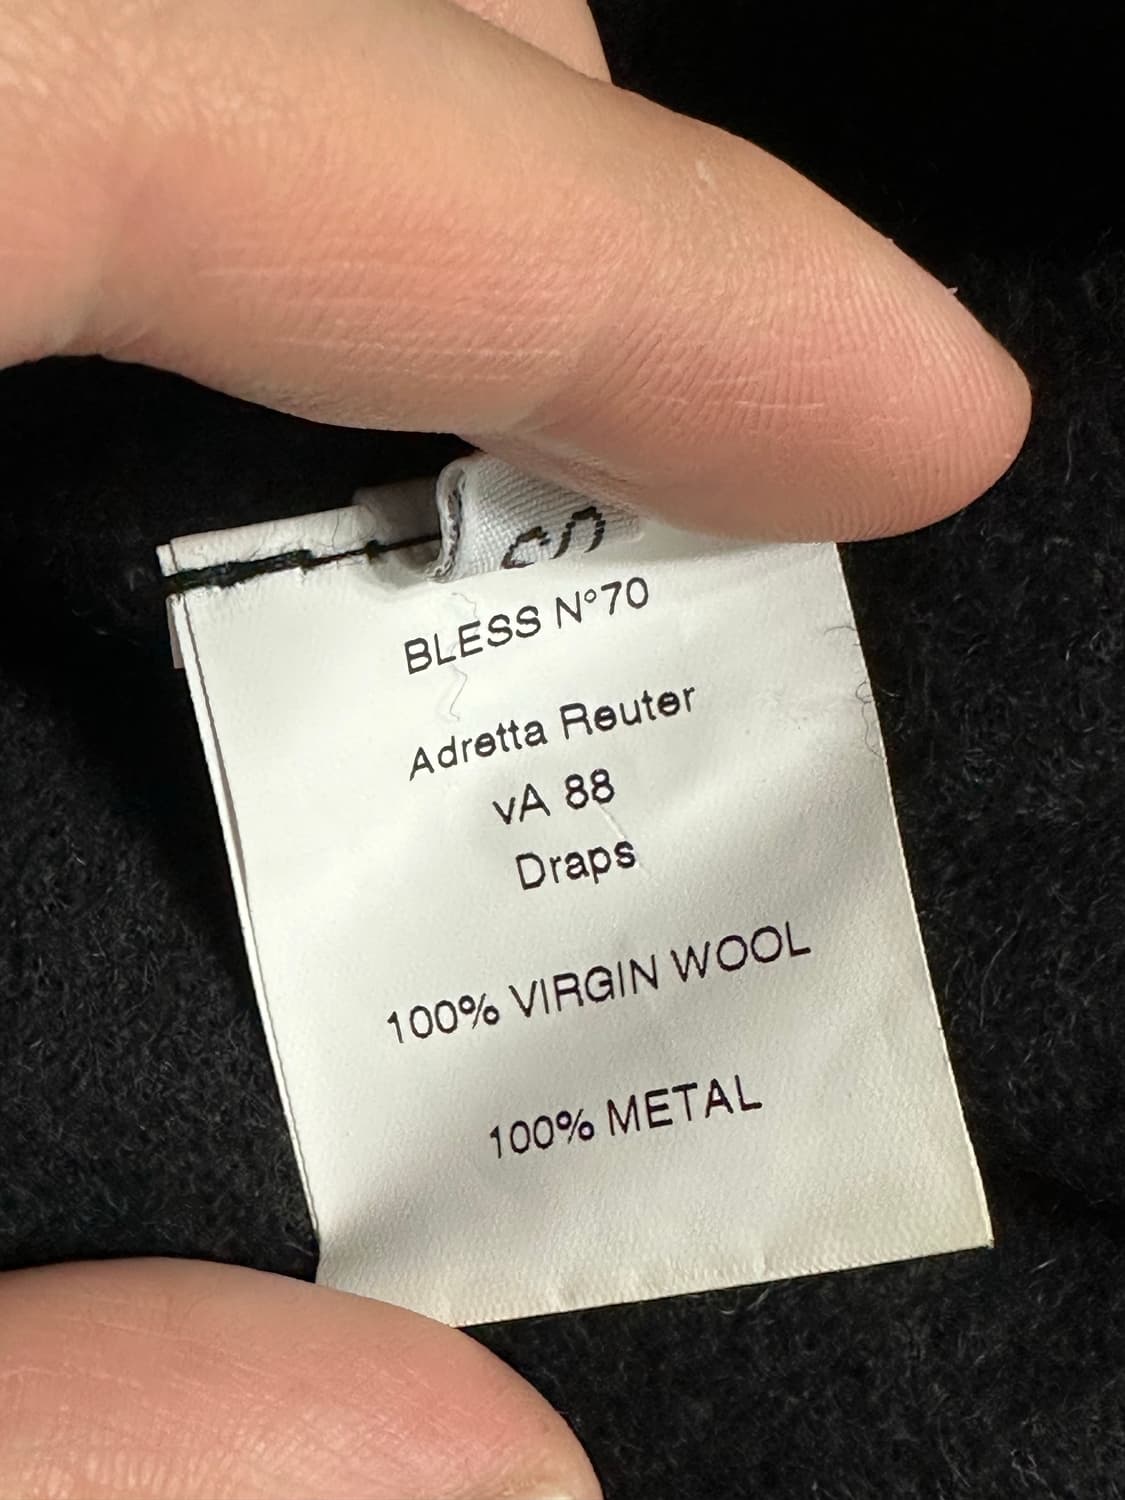 BLESS N°70
Adretta Reuter
vA 88
Draps
100% VIRGIN WOOL
100% METAL